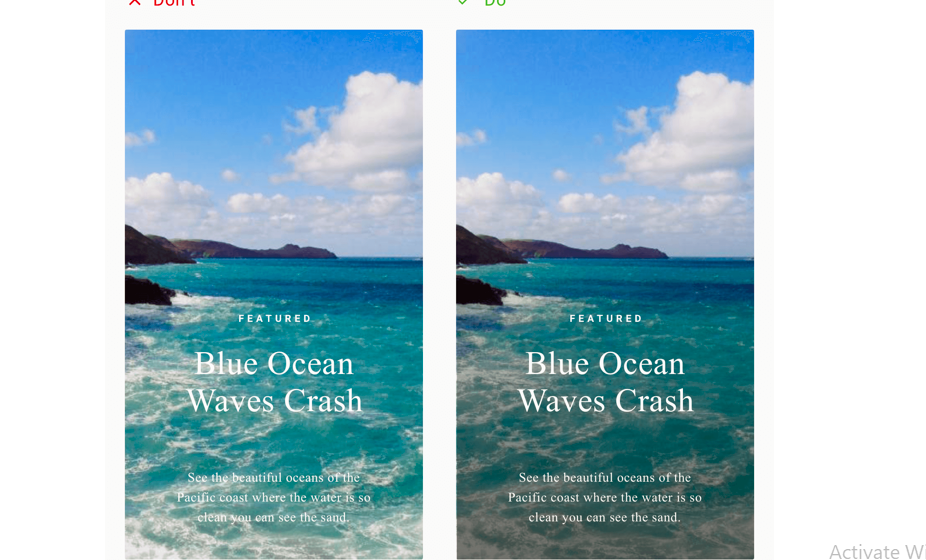 Don't
Do
FEATURED
Blue Ocean
Waves Crash
See the beautiful oceans of the
Pacific coast where the water is so
clean you can see the sand.
FEATURED
Blue Ocean
Waves Crash
See the beautiful oceans of the
Pacific coast where the water is so
clean you can see the sand.
Activate